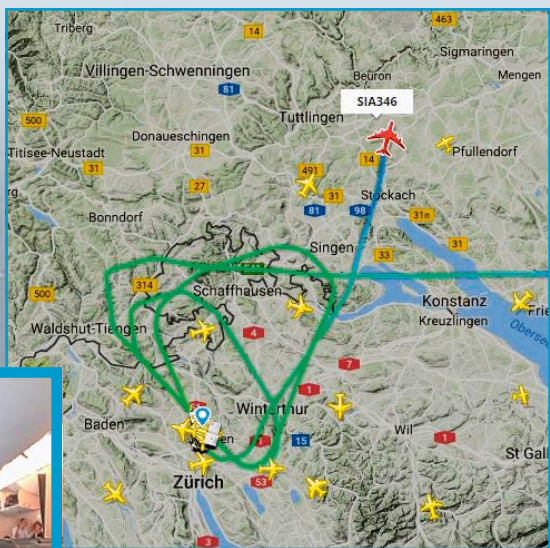 Triberg
14
463
Sigmaringen
Villingen-Schwenningen
Beuron
Mengen
81
SIA346
500
Tuttlingen
Donaueschingen
31
14
Pfullendorf
Titisee-Neustadt
31
491
27
31
Stockach
Bonndorf
81
98
31n
Singen
33
31
314
500
Schaffhausen
Konstanz
Waldshut-Tiengen
4
Kreuzlingen
7
1
Baden
Winterthur
15
Wil
1
St Gall
Zürich
53
3